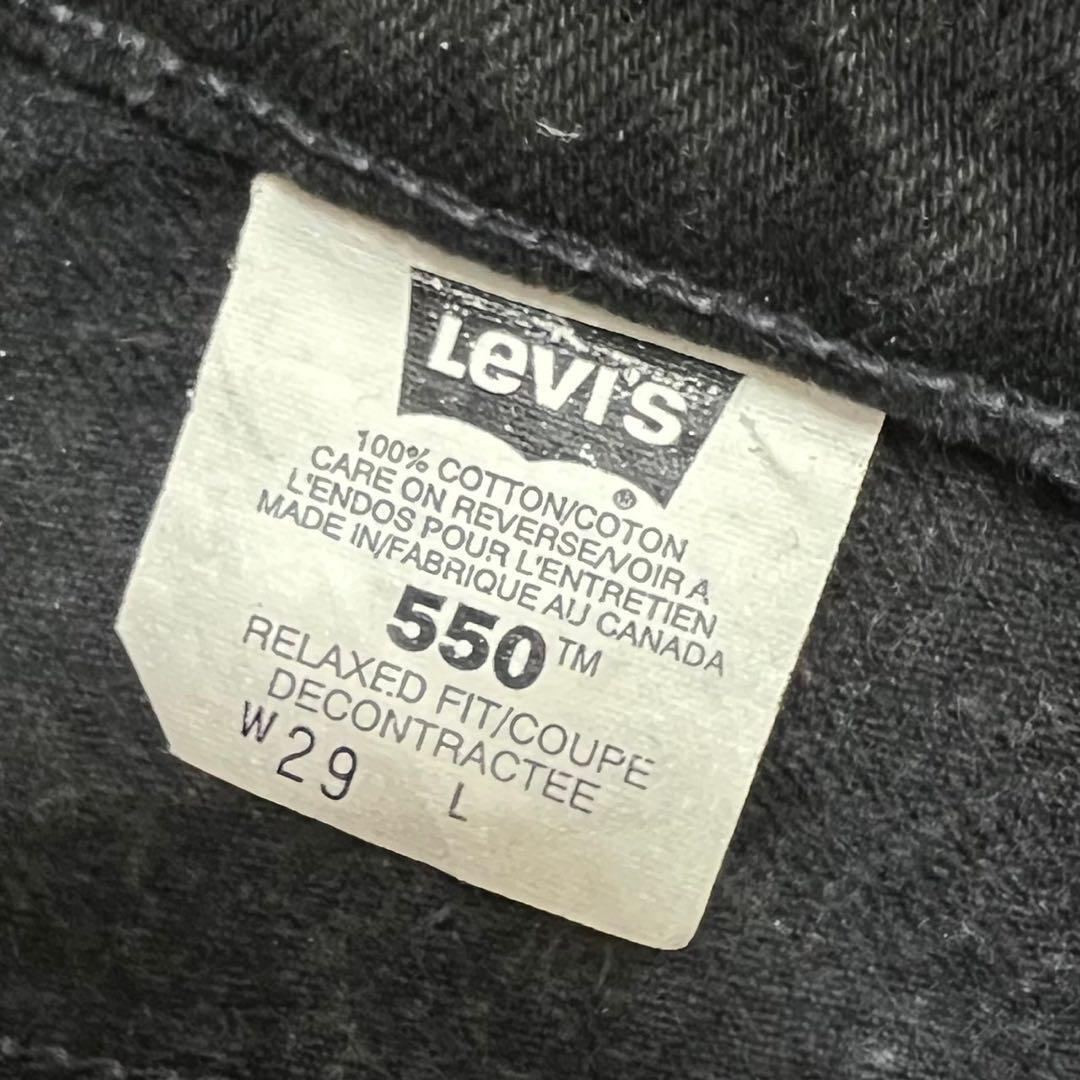 Levi's
®
100% COTTON/COTON
CARE ON REVERSE/VOIR A
L'ENDOS POUR L'ENTRETIEN
MADE IN/FABRIQUE AU CANADA
550™
RELAXED FIT/COUPE
DECONTRACTEE
W 29 L